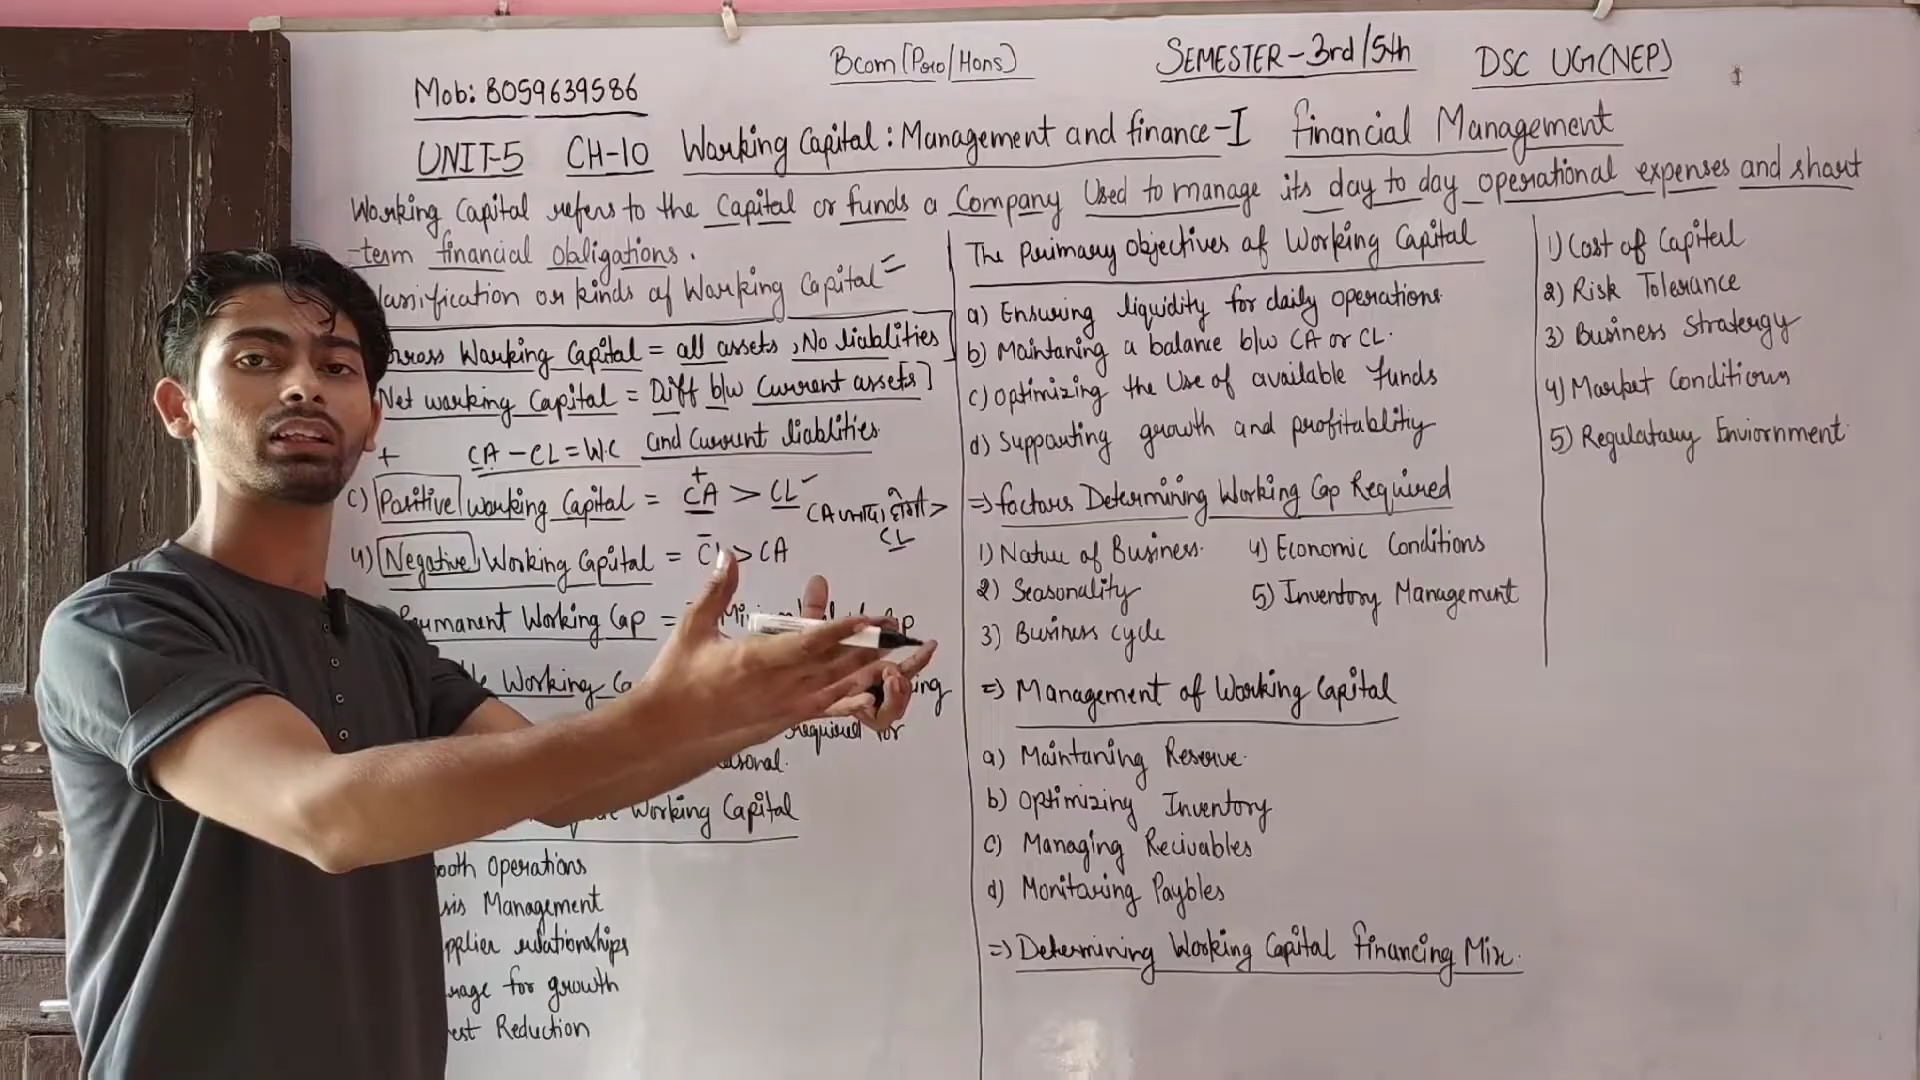 Mob: 8059639586
Bcom(Pro/Hons)
SEMESTER-3rd/5th
DSC UG(NEP)
UNIT-5 CH-10 Working Capital: Management and finance-I financial Management
Working Capital refers to the Capital or funds a Company Used to manage its day to day operational expenses and short
-term financial obligations.
lassification or kinds of Working Capital =
Gross Working Capital = all assets, No liablities
Net working Capital = Diff b/w Current assets
+ CA - CL = W.C and Current liablities
c) Positive Working Capital = CA > CL
+
CA ज्यादा होंगी >
CL
4) Negative Working Capital = CL > CA
Permanent Working Cap =
Working Ca
required for
sonal.
Working Capital
ooth Operations
sis Management
pplier relationships
rage for growth
est Reduction
The Primary Objectives of Working Capital
a) Ensuring liquidity for daily operations
b) Maintaning a balance b/w CA or CL.
c) Optimizing the Use of available funds
d) Supporting growth and profitablitiy
=> factors Determining Working Cap Required
1) Nature of Business
2) Seasonality
3) Business cycle
4) Economic Conditions
5) Inventory Management
=> Management of Working Capital
a) Maintaning Reserve
b) Optimizing Inventory
c) Managing Recivables
d) Monitoring Paybles
=> Determining Working Capital financing Mix.
1) Cost of Capital
2) Risk Tolerance
3) Business Stratergy
4) Market Conditions
5) Regulatary Enviornment